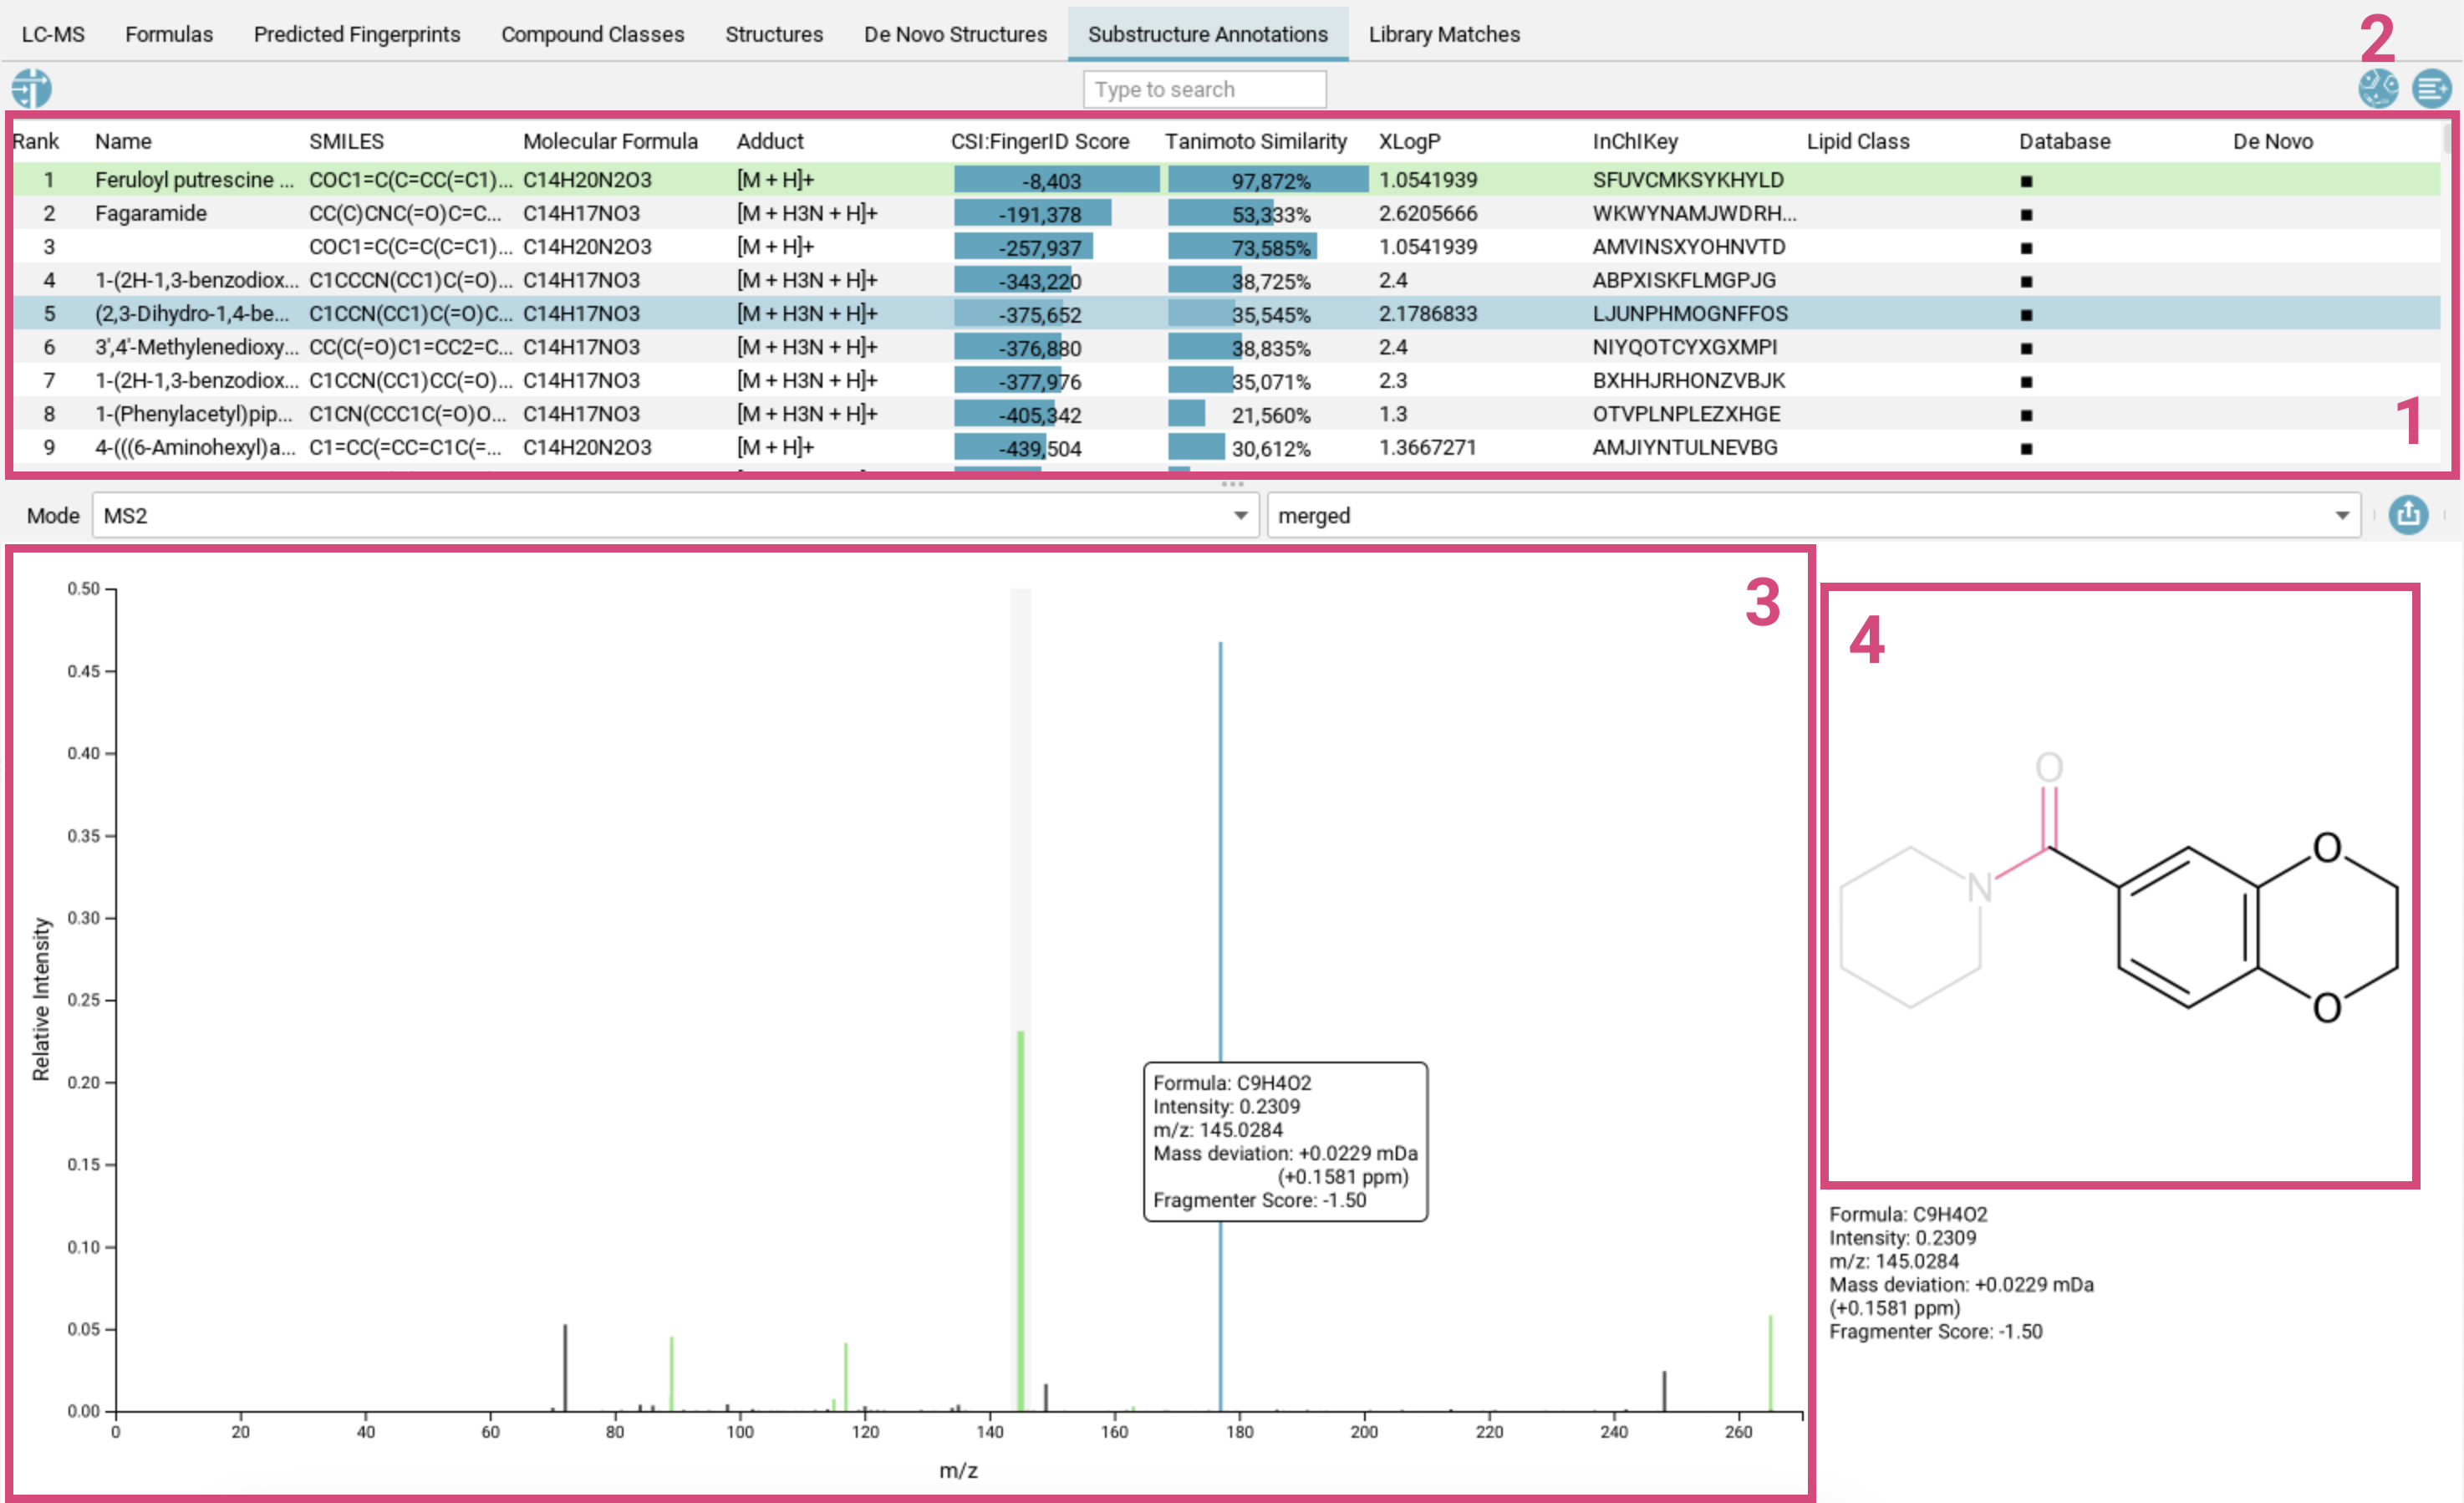 LC-MS Formulas Predicted Fingerprints Compound Classes Structures De Novo Structures Substructure Annotations Library Matches 2
Type to search
Rank Name SMILES Molecular Formula Adduct CSI:FingerID Score Tanimoto Similarity XLogP InChIKey Lipid Class Database De Novo
1 Feruloyl putrescine ... COC1=C(C=CC(=C1)... C14H20N2O3 [M + H]+ -8,403 97,872% 1.0541939 SFUVCMKSYKHYLD
2 Fagaramide CC(C)CNC(=O)C=C... C14H17NO3 [M + H3N + H]+ -191,378 53,333% 2.6205666 WKWYNAMJWDRH...
3 COC1=C(C=C(C=C1)... C14H20N2O3 [M + H]+ -257,937 73,585% 1.0541939 AMVINSXYOHNVTD
4 1-(2H-1,3-benzodiox... C1CCCN(CC1)C(=O)... C14H17NO3 [M + H3N + H]+ -343,220 38,725% 2.4 ABPXISKFLMGPJG
5 (2,3-Dihydro-1,4-be... C1CCN(CC1)C(=O)C... C14H17NO3 [M + H3N + H]+ -375,652 35,545% 2.1786833 LJUNPHMOGNFFOS
6 3',4'-Methylenedioxy... CC(C(=O)C1=CC2=C... C14H17NO3 [M + H3N + H]+ -376,880 38,835% 2.4 NIYQOTCYXGXMPI
7 1-(2H-1,3-benzodiox... C1CCN(CC1)CC(=O)... C14H17NO3 [M + H3N + H]+ -377,976 35,071% 2.3 BXHHJRHONZVBJK
8 1-(Phenylacetyl)pip... C1CN(CCC1C(=O)O... C14H17NO3 [M + H3N + H]+ -405,342 21,560% 1.3 OTVPLNPLEZXHGE
9 4-(((6-Aminohexyl)a... C1=CC(=CC=C1C(=... C14H20N2O3 [M + H]+ -439,504 30,612% 1.3667271 AMJIYNTULNEVBG
1
Mode MS2 merged
3
4
0.50
0.45
0.40
0.35
0.30
0.25
0.20
0.15
0.10
0.05
0.00
Relative Intensity
0 20 40 60 80 100 120 140 160 180 200 220 240 260
m/z
Formula: C9H4O2
Intensity: 0.2309
m/z: 145.0284
Mass deviation: +0.0229 mDa
(+0.1581 ppm)
Fragmenter Score: -1.50
O
N
O
O
Formula: C9H4O2
Intensity: 0.2309
m/z: 145.0284
Mass deviation: +0.0229 mDa
(+0.1581 ppm)
Fragmenter Score: -1.50